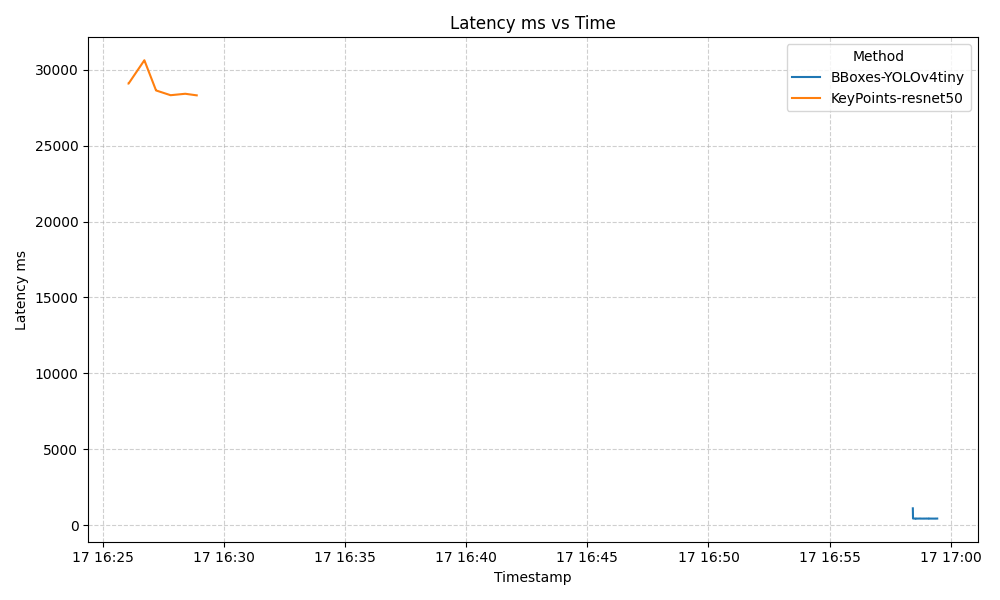 Latency ms vs Time
Method
BBoxes-YOLOv4tiny
KeyPoints-resnet50
Latency ms
30000
25000
20000
15000
10000
5000
0
17 16:25
17 16:30
17 16:35
17 16:40
17 16:45
17 16:50
17 16:55
17 17:00
Timestamp